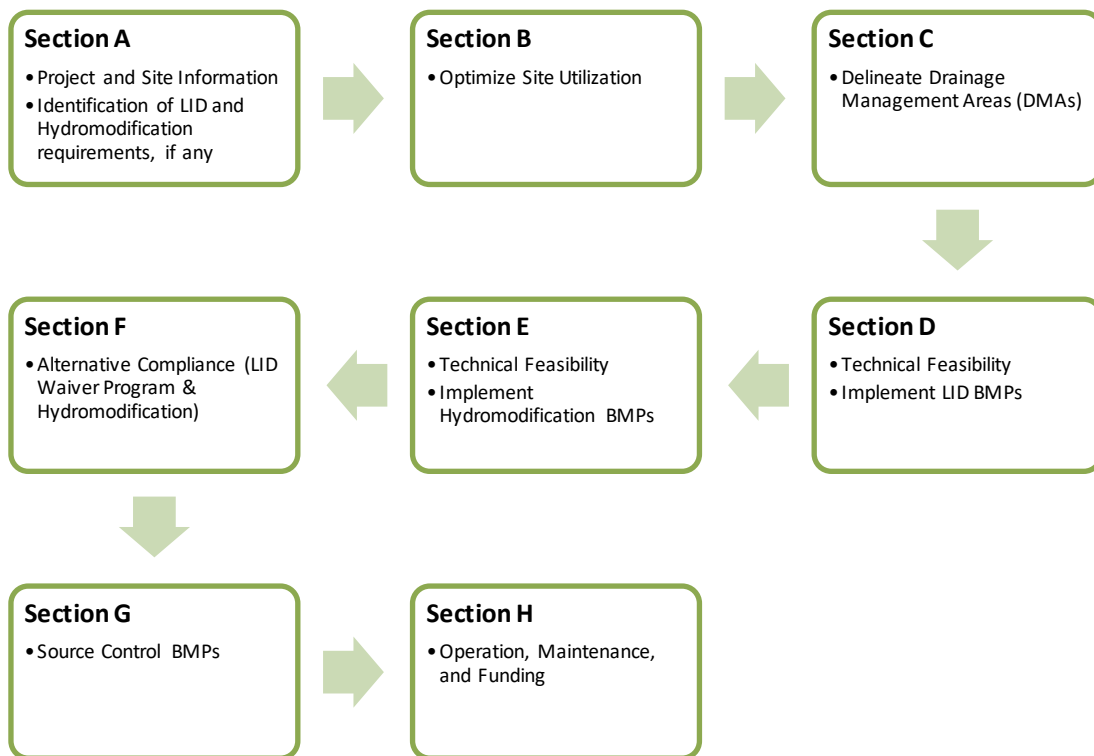 Section A
• Project and Site Information
• Identification of LID and
Hydromodification
requirements, if any
Section B
• Optimize Site Utilization
Section C
• Delineate Drainage
Management Areas (DMAs)
Section D
• Technical Feasibility
• Implement LID BMPs
Section E
• Technical Feasibility
• Implement
Hydromodification BMPs
Section F
• Alternative Compliance (LID
Waiver Program &
Hydromodification)
Section G
• Source Control BMPs
Section H
• Operation, Maintenance,
and Funding